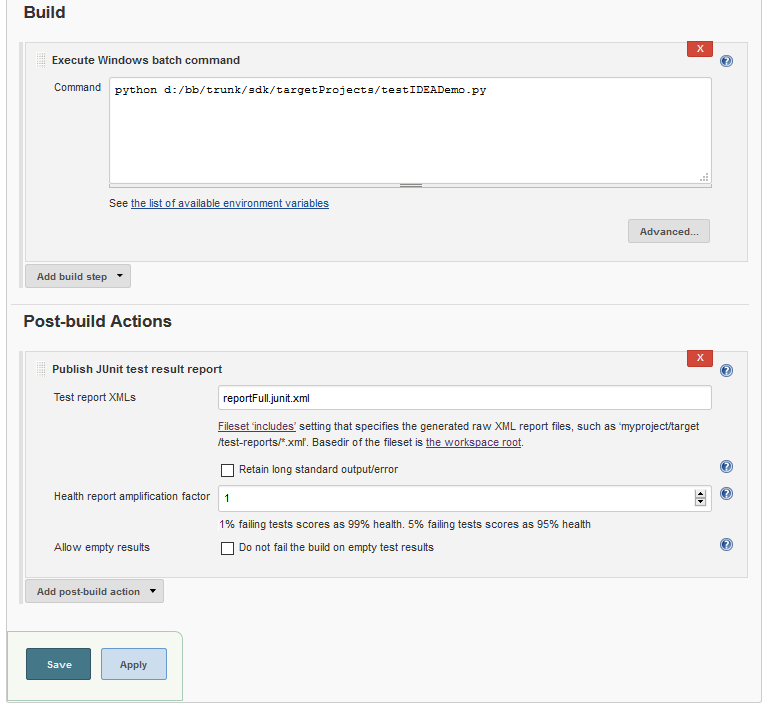 Build
Execute Windows batch command
X
?
Command
python d:/bb/trunk/sdk/targetProjects/testIDEADemo.py
See the list of available environment variables
Advanced...
Add build step
Post-build Actions
Publish JUnit test result report
X
?
Test report XMLs
reportFull.junit.xml
Fileset 'includes' setting that specifies the generated raw XML report files, such as 'myproject/target
/test-reports/*.xml'. Basedir of the fileset is the workspace root.
Retain long standard output/error
?
Health report amplification factor
1
?
1% failing tests scores as 99% health. 5% failing tests scores as 95% health
Allow empty results
Do not fail the build on empty test results
?
Add post-build action
Save
Apply